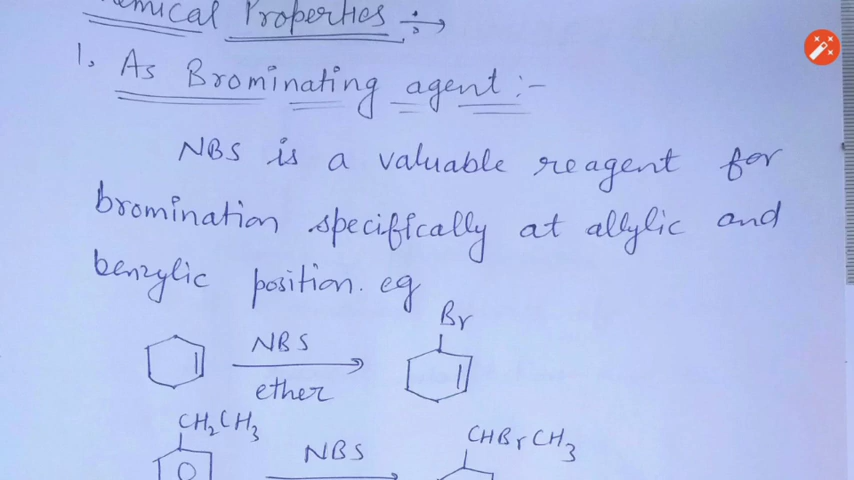 Chemical Properties :→
1. As Brominating agent :-
NBS is a valuable reagent for
bromination specifically at allylic and
benzylic position. eg
Br
NBS
ether
CH₂CH₃
NBS
CHBrCH₃